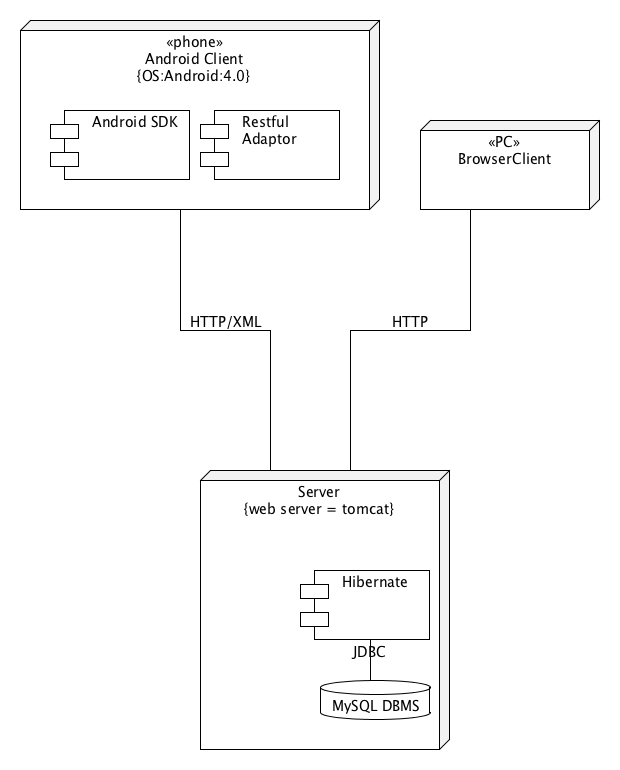 «phone»
Android Client
{OS:Android:4.0}
Android SDK
Restful
Adaptor
«PC»
BrowserClient
HTTP/XML
HTTP
Server
{web server = tomcat}
Hibernate
JDBC
MySQL DBMS